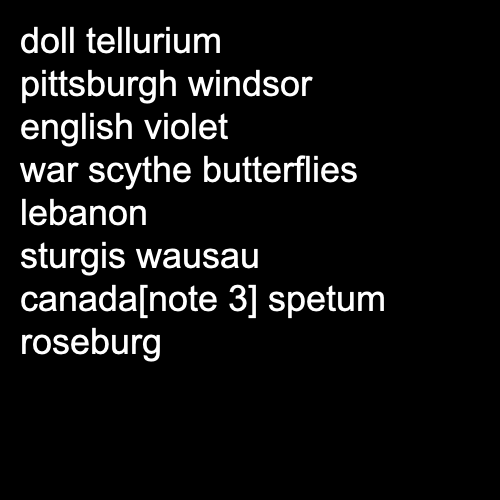 doll tellurium
pittsburgh windsor
english violet
war scythe butterflies
lebanon
sturgis wausau
canada[note 3] spetum
roseburg